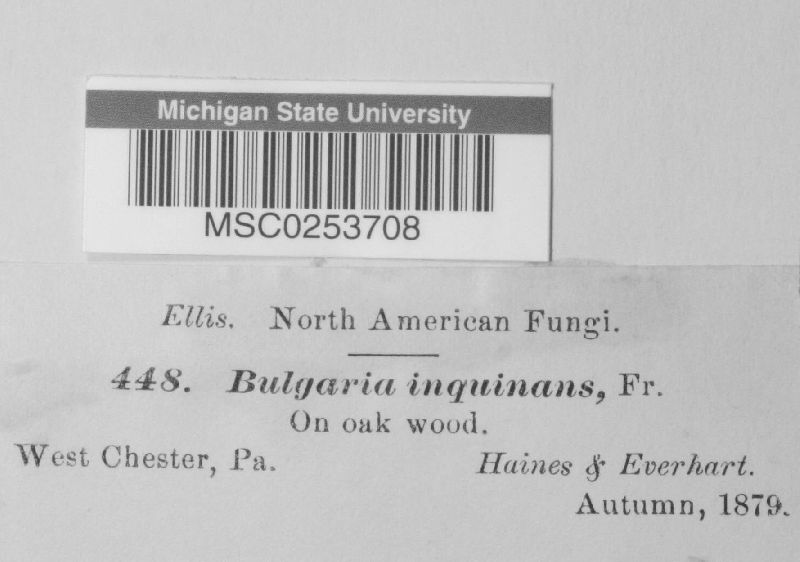 Michigan State University
MSC0253708
Ellis. North American Fungi.
448. Bulgaria inquinans, Fr.
On oak wood.
West Chester, Pa. Haines & Everhart.
Autumn, 1879.